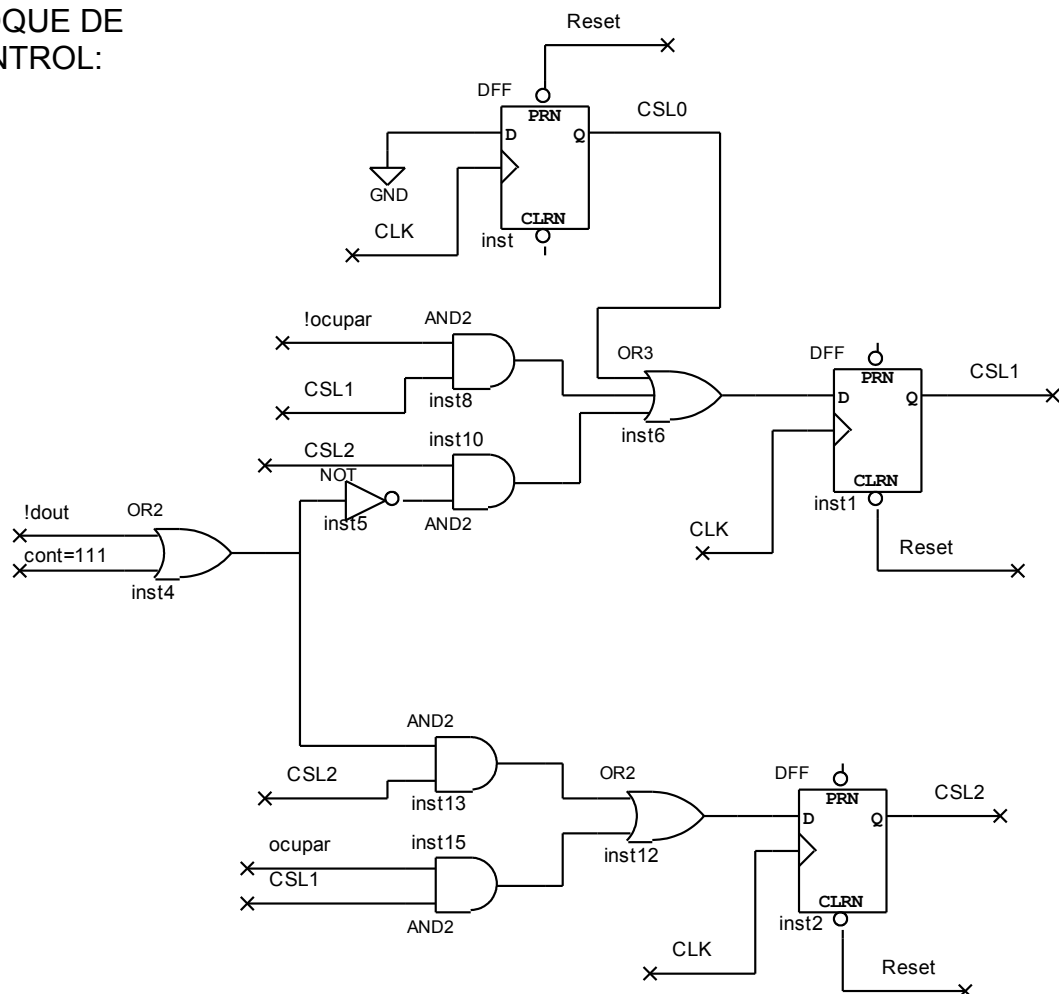 OQUE DE
NTROL:
Reset
DFF
PRN
CSL0
D
Q
GND
CLRN
CLK
inst
!ocupar
AND2
CSL1
inst8
OR3
inst6
DFF
PRN
CSL1
D
Q
CLRN
inst1
CLK
Reset
inst10
CSL2
NOT
inst5
AND2
!dout
OR2
cont=111
inst4
AND2
CSL2
inst13
OR2
inst12
DFF
PRN
CSL2
D
Q
CLRN
inst2
ocupar
inst15
CSL1
AND2
CLK
Reset